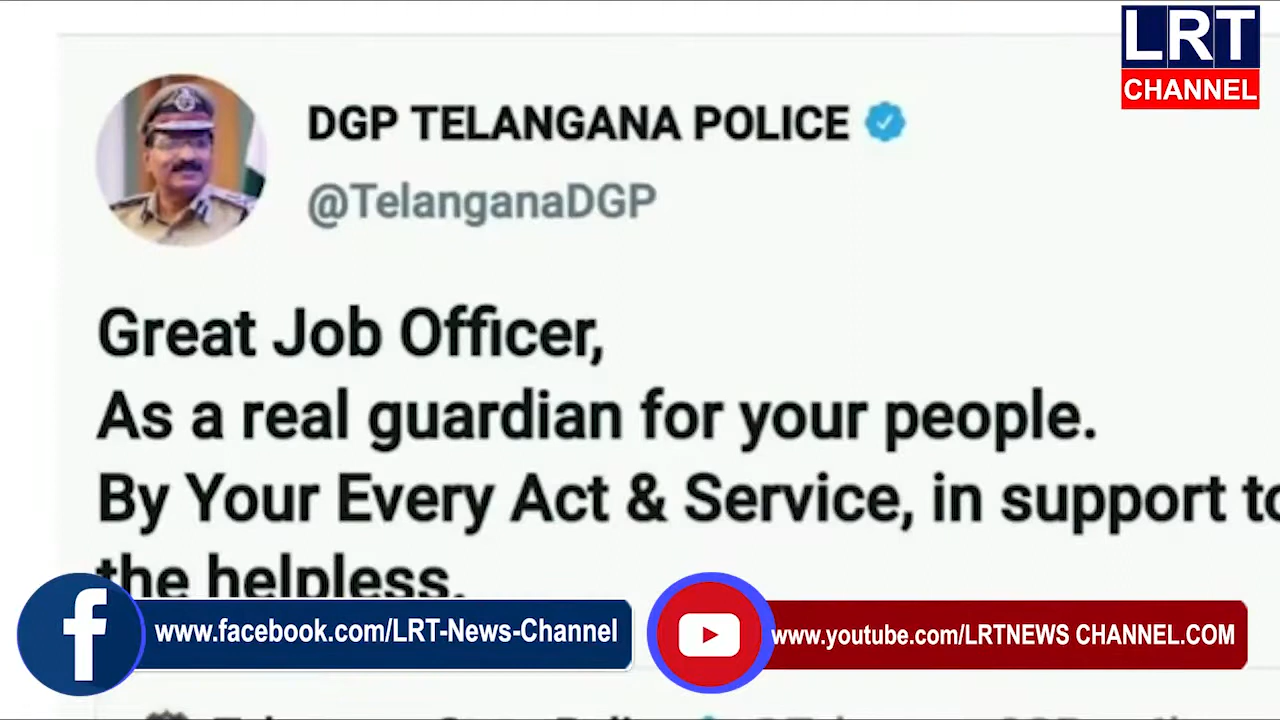 LRT
CHANNEL
DGP TELANGANA POLICE
@TelanganaDGP
Great Job Officer,
As a real guardian for your people.
By Your Every Act & Service, in support to
the helpless.
www.facebook.com/LRT-News-Channel
www.youtube.com/LRTNEWS CHANNEL.COM